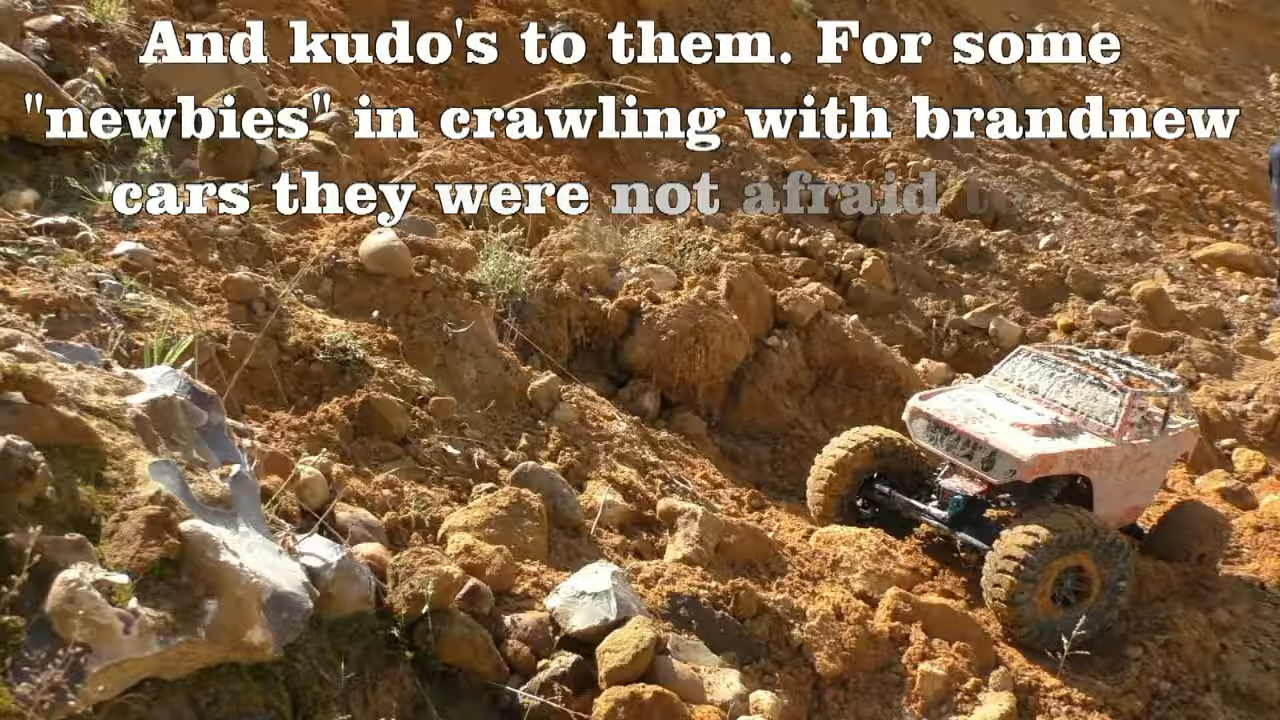 And kudo's to them. For some
"newbies" in crawling with brandnew
cars they were not afraid